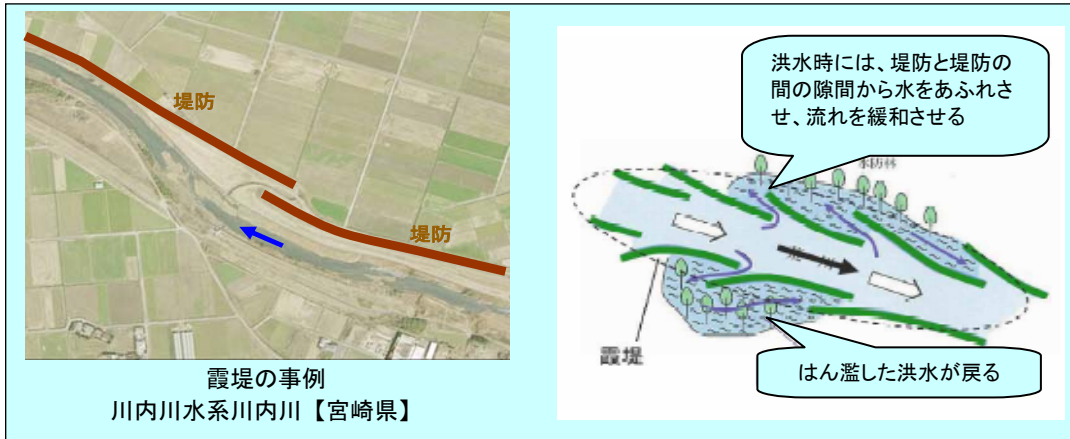 堤防
堤防
霞堤の事例
川内川水系川内川【宮崎県】
洪水時には、堤防と堤防の
間の隙間から水をあふれさ
せ、流れを緩和させる
水防林
霞堤
はん濫した洪水が戻る